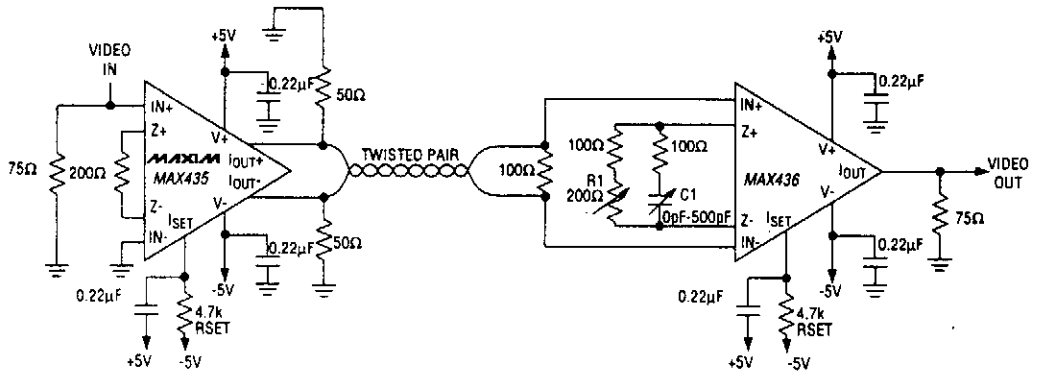 VIDEO
IN
75Ω
IN+
Z+
200Ω
Z-
IN-
MAXIM
MAX435
ISET
V+
IOUT+
IOUT-
V-
+5V
0.22µF
50Ω
0.22µF
50Ω
-5V
0.22µF
4.7k
RSET
+5V
-5V
TWISTED PAIR
100Ω
100Ω
R1
200Ω
100Ω
C1
0pF-500pF
IN+
Z+
Z-
IN-
MAX436
ISET
V+
IOUT
V-
+5V
0.22µF
VIDEO
OUT
75Ω
0.22µF
-5V
0.22µF
4.7k
RSET
+5V
-5V